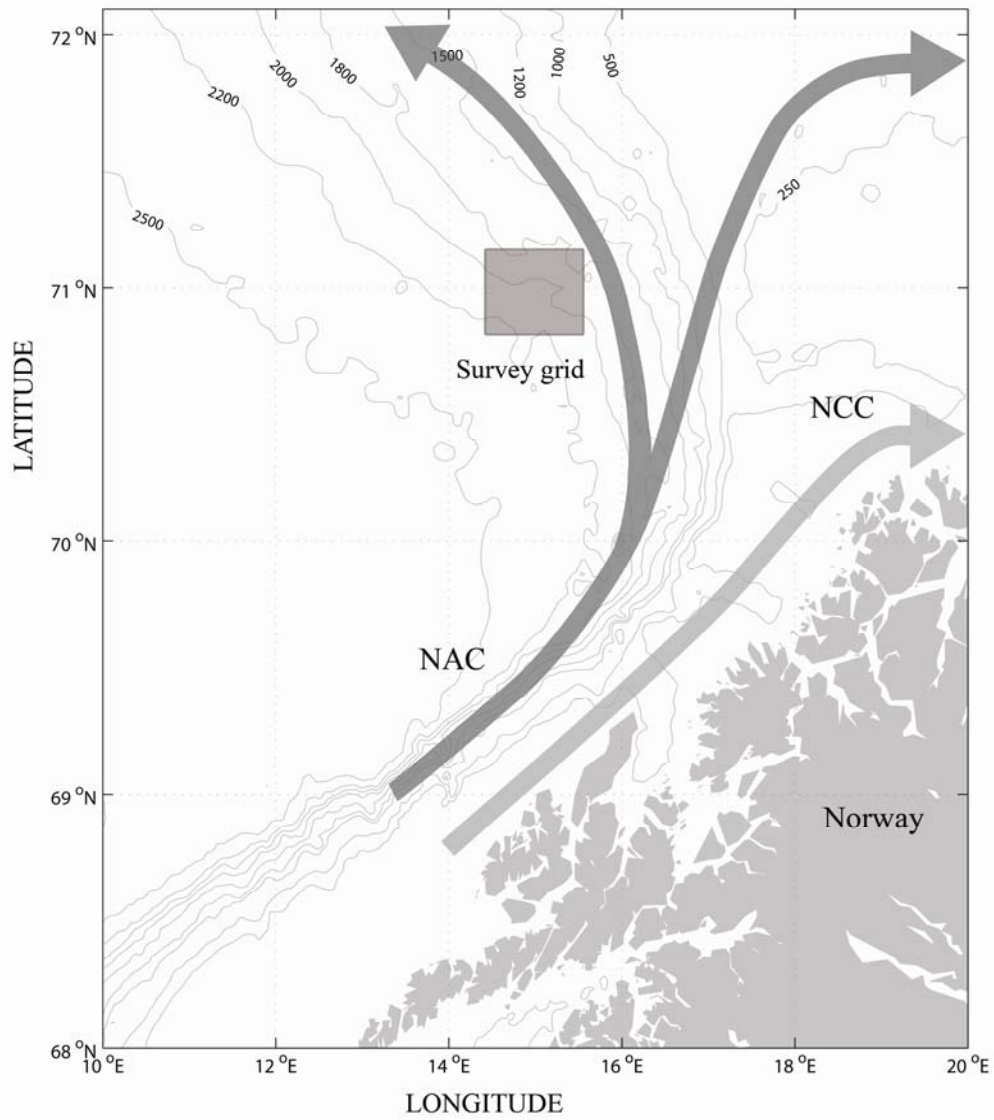 72 °N
1500
1000
500
2000
1800
1200
2200
250
2500
71 °N
Survey grid
NCC
LATITUDE
70 °N
NAC
69 °N
Norway
68 °N
10 °E
12 °E
14 °E
16 °E
18 °E
20 °E
LONGITUDE